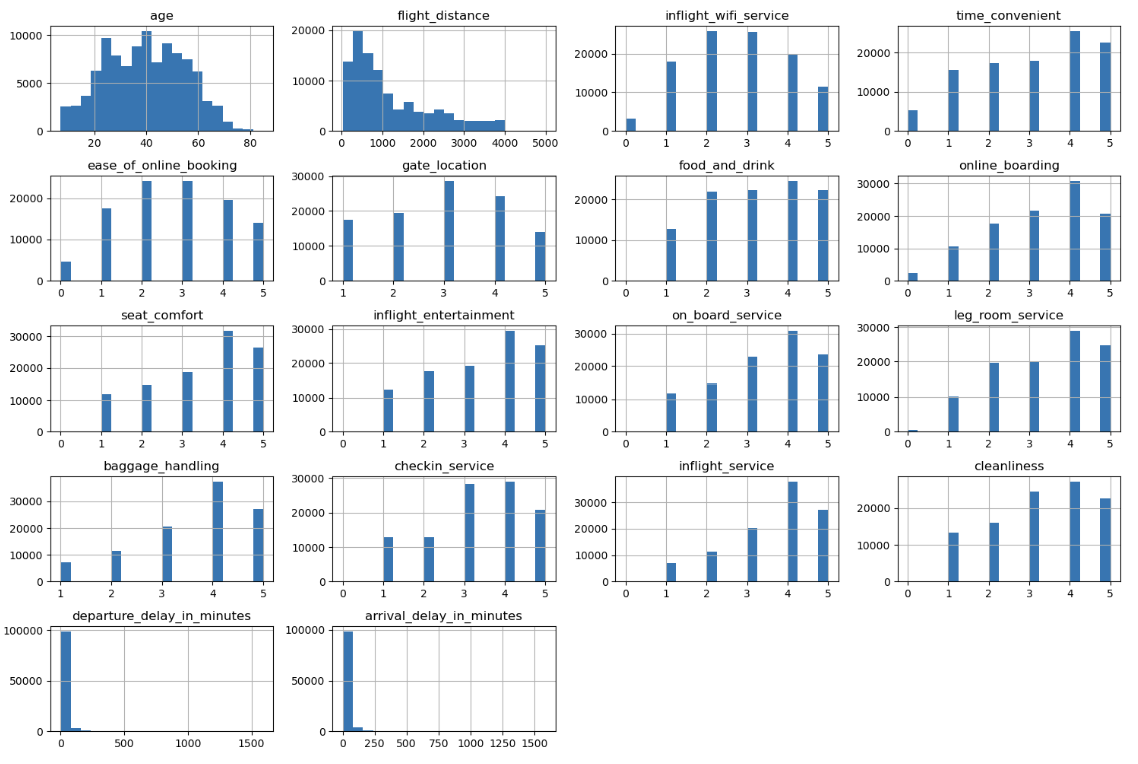 age
10000
5000
0
20 40 60 80
flight_distance
20000
10000
0
0 1000 2000 3000 4000 5000
inflight_wifi_service
20000
10000
0
0 1 2 3 4 5
time_convenient
20000
10000
0
0 1 2 3 4 5
ease_of_online_booking
20000
10000
0
0 1 2 3 4 5
gate_location
30000
20000
10000
0
1 2 3 4 5
food_and_drink
20000
10000
0
0 1 2 3 4 5
online_boarding
30000
20000
10000
0
0 1 2 3 4 5
seat_comfort
30000
20000
10000
0
0 1 2 3 4 5
inflight_entertainment
30000
20000
10000
0
0 1 2 3 4 5
on_board_service
30000
20000
10000
0
0 1 2 3 4 5
leg_room_service
30000
20000
10000
0
0 1 2 3 4 5
baggage_handling
30000
20000
10000
0
1 2 3 4 5
checkin_service
30000
20000
10000
0
0 1 2 3 4 5
inflight_service
30000
20000
10000
0
0 1 2 3 4 5
cleanliness
20000
10000
0
0 1 2 3 4 5
departure_delay_in_minutes
100000
50000
0
0 500 1000 1500
arrival_delay_in_minutes
100000
50000
0
0 250 500 750 1000 1250 1500